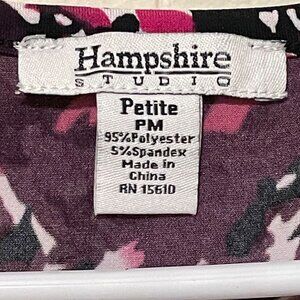 Hampshire
STUDIO
Petite
PM
95%Polyester
5%Spandex
Made in
China
RN 15610